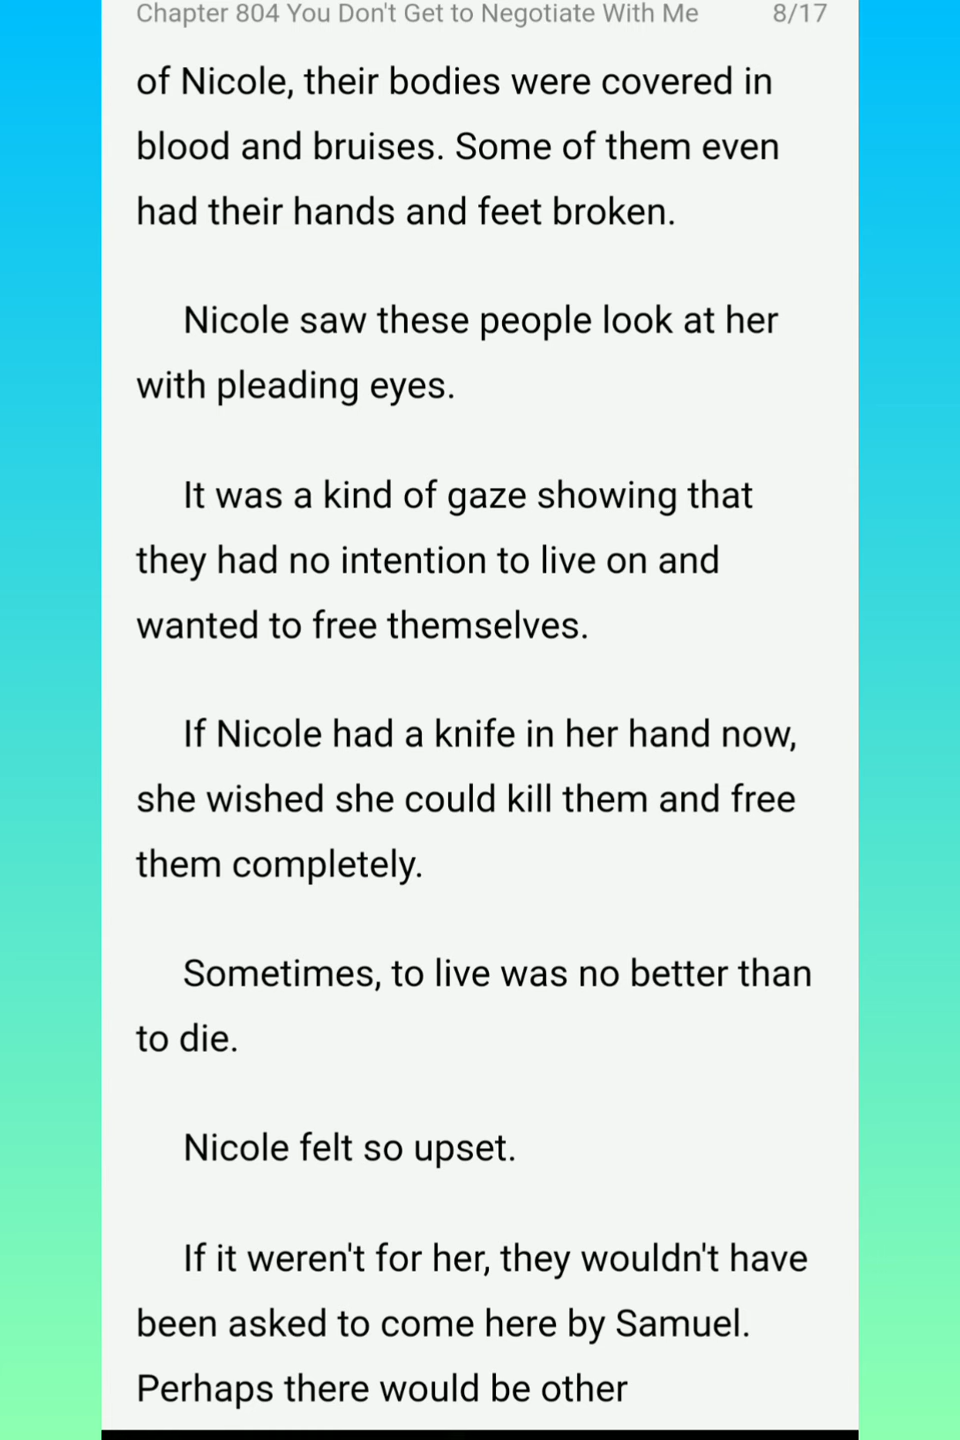 Chapter 804 You Don't Get to Negotiate With Me 8/17
of Nicole, their bodies were covered in
blood and bruises. Some of them even
had their hands and feet broken.
Nicole saw these people look at her
with pleading eyes.
It was a kind of gaze showing that
they had no intention to live on and
wanted to free themselves.
If Nicole had a knife in her hand now,
she wished she could kill them and free
them completely.
Sometimes, to live was no better than
to die.
Nicole felt so upset.
If it weren't for her, they wouldn't have
been asked to come here by Samuel.
Perhaps there would be other